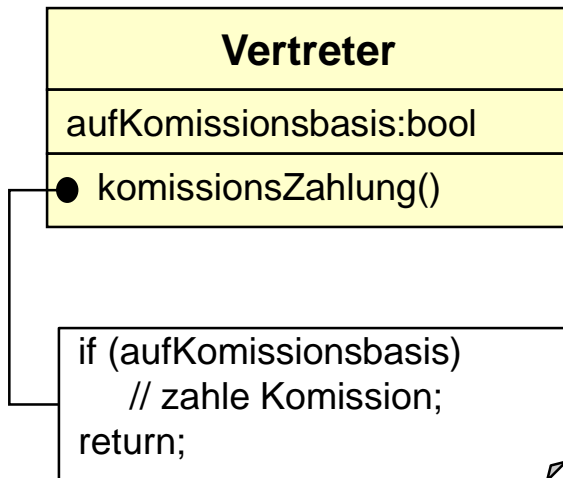 Vertreter
aufKomissionsbasis:bool
komissionsZahlung()
if (aufKomissionsbasis)
// zahle Komission;
return;